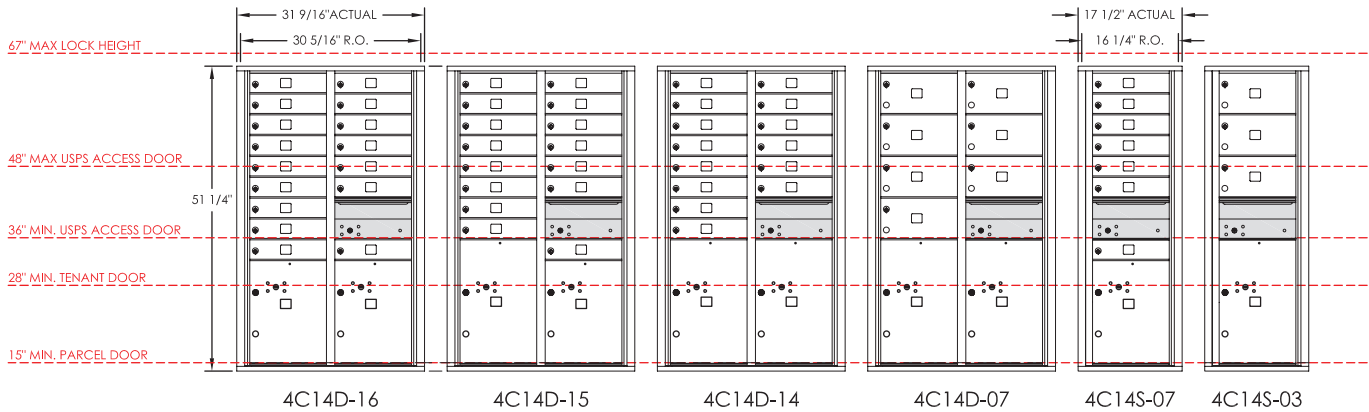 31 9/16" ACTUAL
17 1/2" ACTUAL
30 5/16" R.O.
16 1/4" R.O.
67" MAX LOCK HEIGHT
48" MAX USPS ACCESS DOOR
51 1/4"
36" MIN. USPS ACCESS DOOR
28" MIN. TENANT DOOR
15" MIN. PARCEL DOOR
4C14D-16
4C14D-15
4C14D-14
4C14D-07
4C14S-07
4C14S-03